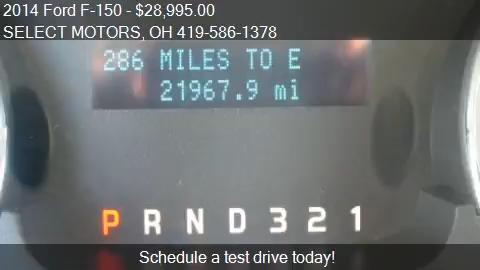 2014 Ford F-150 - $28,995.00
SELECT MOTORS, OH 419-586-1378
286 MILES TO E
21967.9 mi
P R N D 3 2 1
Schedule a test drive today!